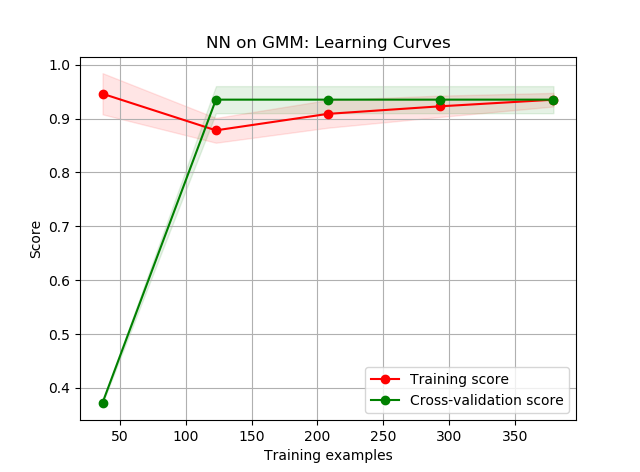 NN on GMM: Learning Curves
Score
1.0
0.9
0.8
0.7
0.6
0.5
0.4
50
100
150
200
250
300
350
Training examples
Training score
Cross-validation score